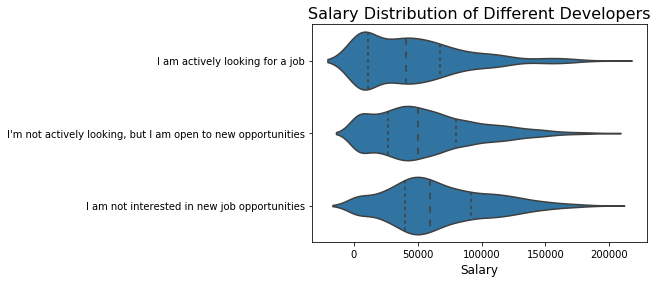 Salary Distribution of Different Developers
I am actively looking for a job
I'm not actively looking, but I am open to new opportunities
I am not interested in new job opportunities
0 50000 100000 150000 200000
Salary